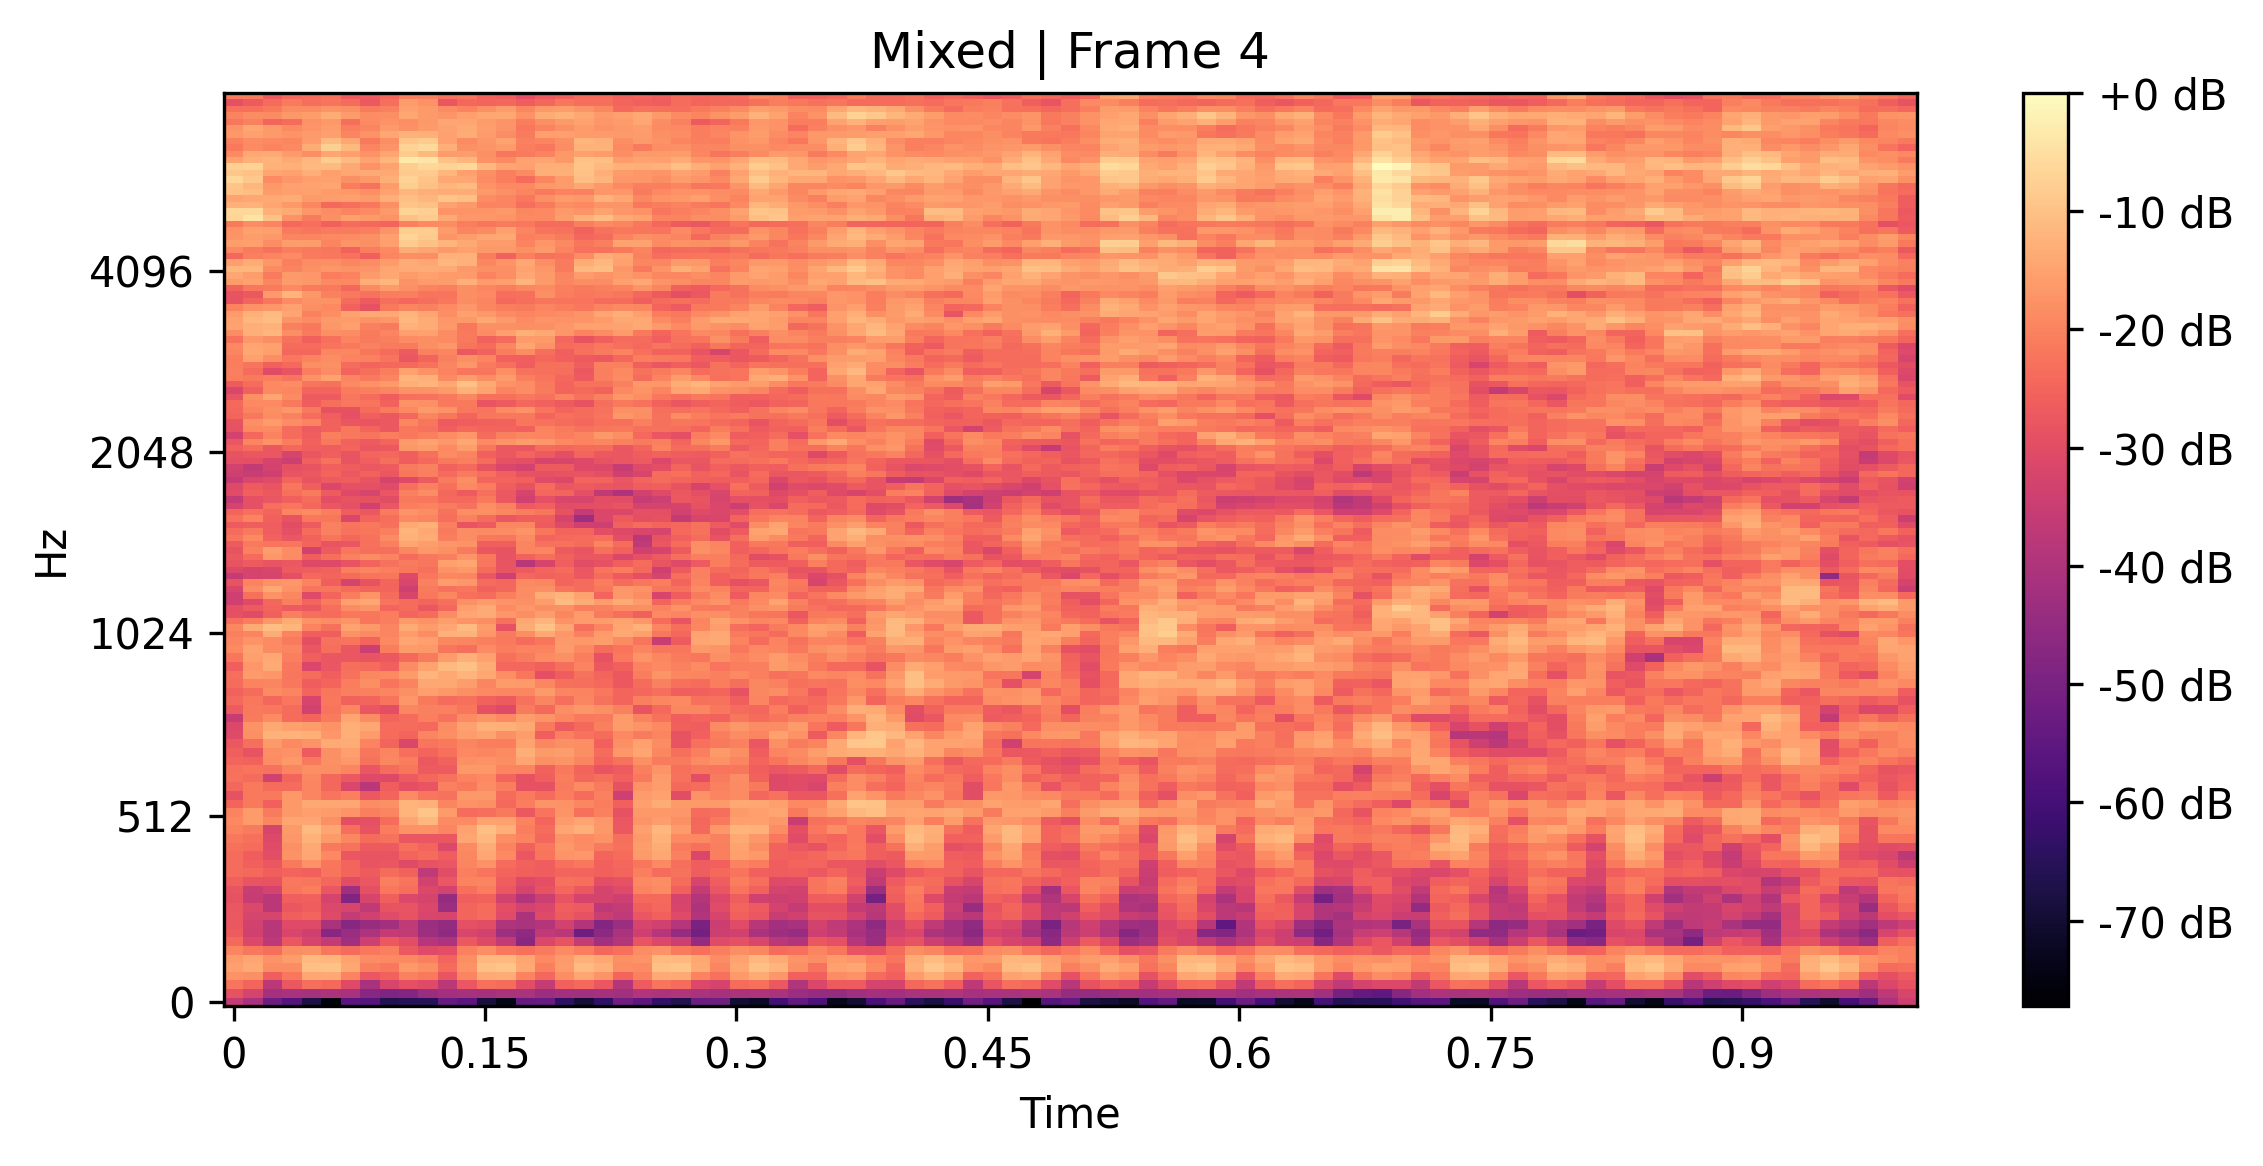 Mixed | Frame 4
Hz
4096
2048
1024
512
0
0 0.15 0.3 0.45 0.6 0.75 0.9
Time
+0 dB
-10 dB
-20 dB
-30 dB
-40 dB
-50 dB
-60 dB
-70 dB